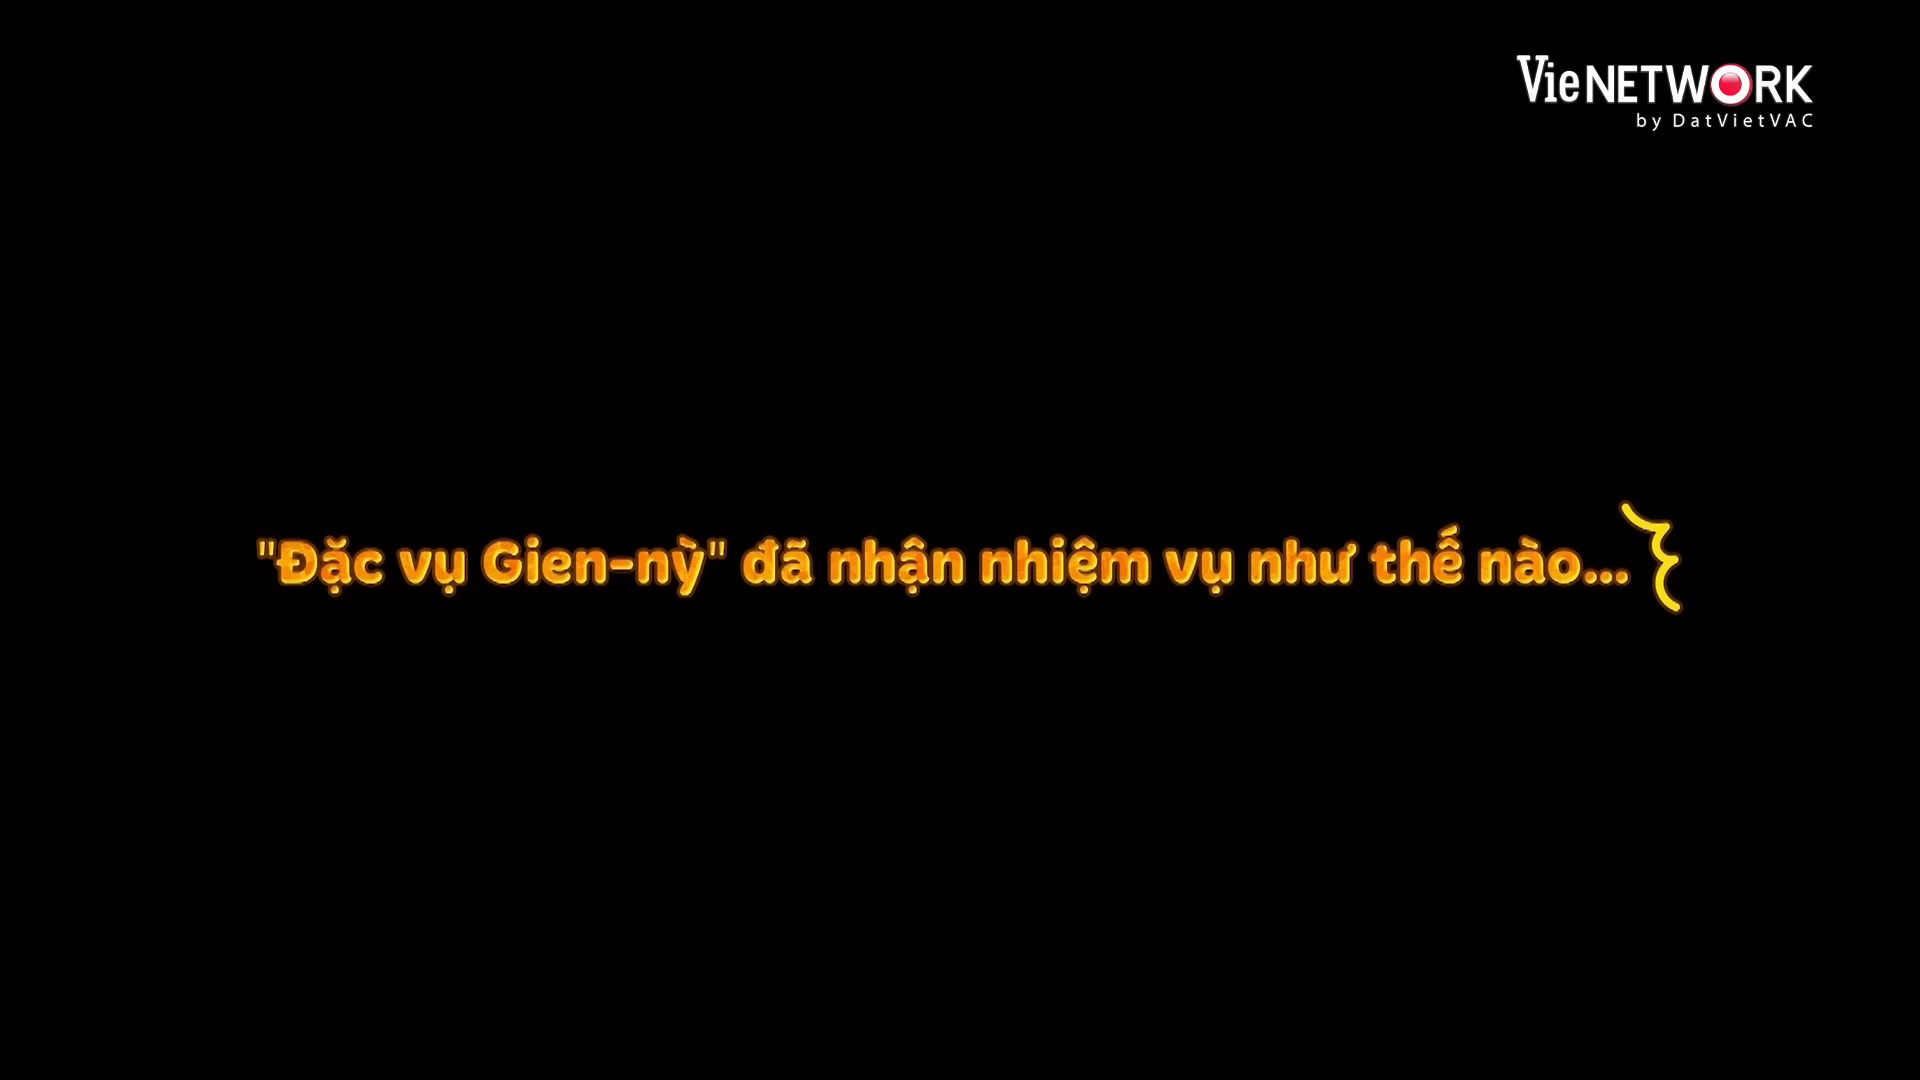 VieNETWORK
by DatVietVAC
"Đặc vụ Gien-nỳ" đã nhận nhiệm vụ như thế nào...